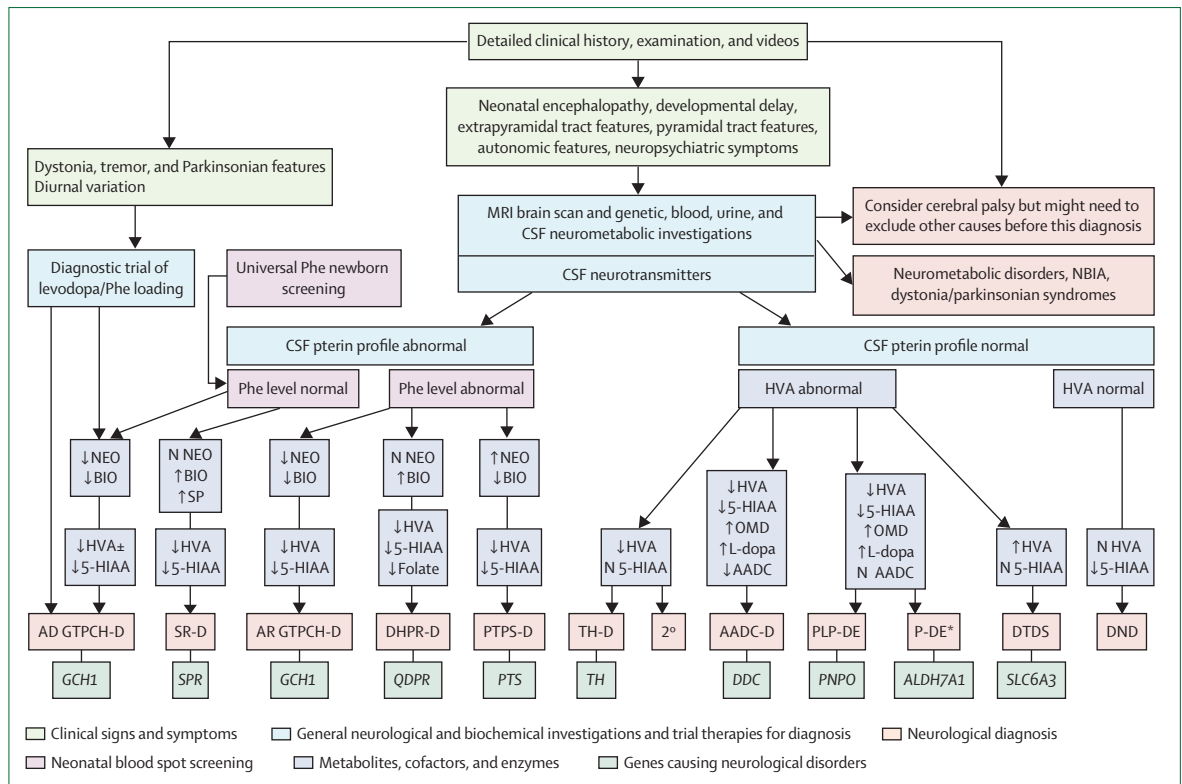 Detailed clinical history, examination, and videos
Neonatal encephalopathy, developmental delay,
extrapyramidal tract features, pyramidal tract features,
autonomic features, neuropsychiatric symptoms
Dystonia, tremor, and Parkinsonian features
Diurnal variation
MRI brain scan and genetic, blood, urine, and
CSF neurometabolic investigations
CSF neurotransmitters
Consider cerebral palsy but might need to
exclude other causes before this diagnosis
Neurometabolic disorders, NBIA,
dystonia/parkinsonian syndromes
Diagnostic trial of
levodopa/Phe loading
Universal Phe newborn
screening
CSF pterin profile abnormal
CSF pterin profile normal
Phe level normal
Phe level abnormal
HVA abnormal
HVA normal
↓NEO
↓BIO
N NEO
↑BIO
↑SP
↓NEO
↓BIO
N NEO
↑BIO
↑NEO
↓BIO
↓HVA±
↓5-HIAA
↓HVA
↓5-HIAA
↓HVA
↓5-HIAA
↓HVA
↓5-HIAA
↓Folate
↓HVA
↓5-HIAA
↓HVA
N 5-HIAA
↓HVA
↓5-HIAA
↑OMD
↑L-dopa
↓AADC
↓HVA
↓5-HIAA
↑OMD
↑L-dopa
N AADC
↑HVA
N 5-HIAA
N HVA
↓5-HIAA
AD GTPCH-D
SR-D
AR GTPCH-D
DHPR-D
PTPS-D
TH-D
2º
AADC-D
PLP-DE
P-DE*
DTDS
DND
GCH1
SPR
GCH1
QDPR
PTS
TH
DDC
PNPO
ALDH7A1
SLC6A3
Clinical signs and symptoms
General neurological and biochemical investigations and trial therapies for diagnosis
Neurological diagnosis
Neonatal blood spot screening
Metabolites, cofactors, and enzymes
Genes causing neurological disorders